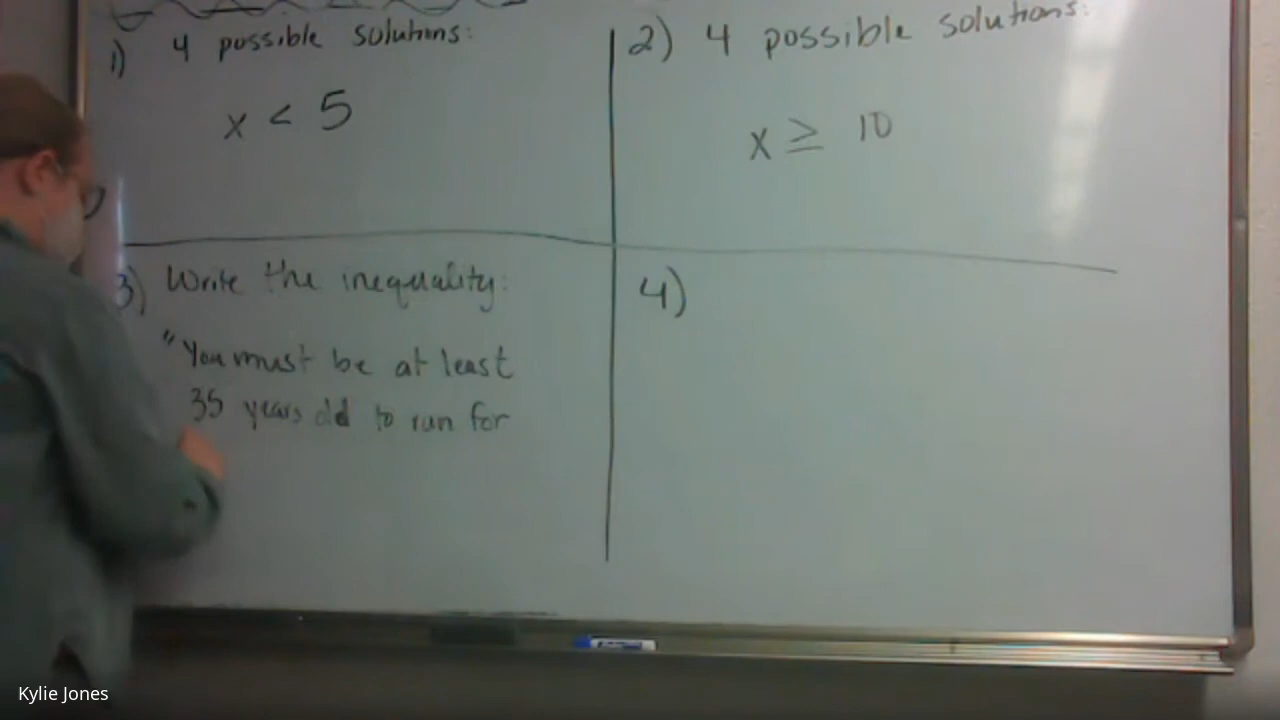 1) 4 possible solutions:
x < 5
2) 4 possible solutions:
x ≥ 10
3) Write the inequality:
"You must be at least
35 years old to run for
4)
Kylie Jones